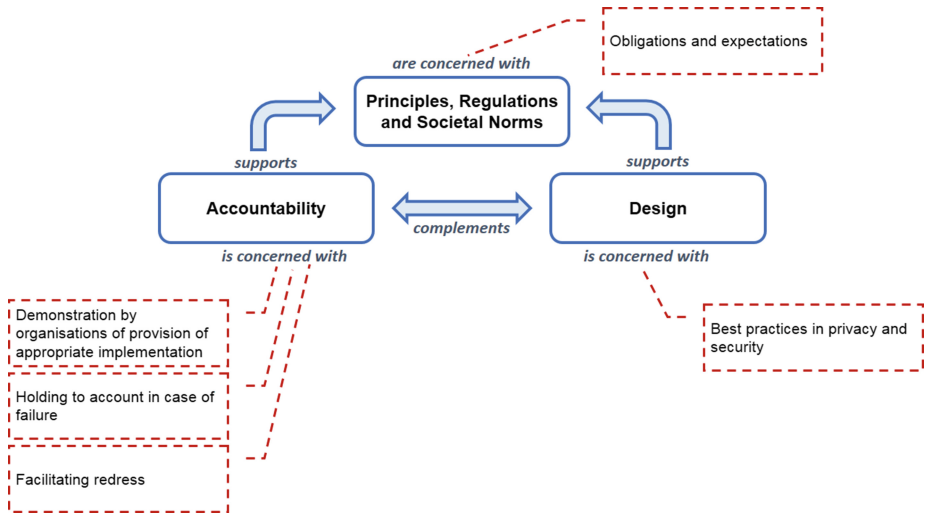 Obligations and expectations
are concerned with
Principles, Regulations
and Societal Norms
supports
supports
Accountability
complements
Design
is concerned with
is concerned with
Demonstration by
organisations of provision of
appropriate implementation
Best practices in privacy and
security
Holding to account in case of
failure
Facilitating redress